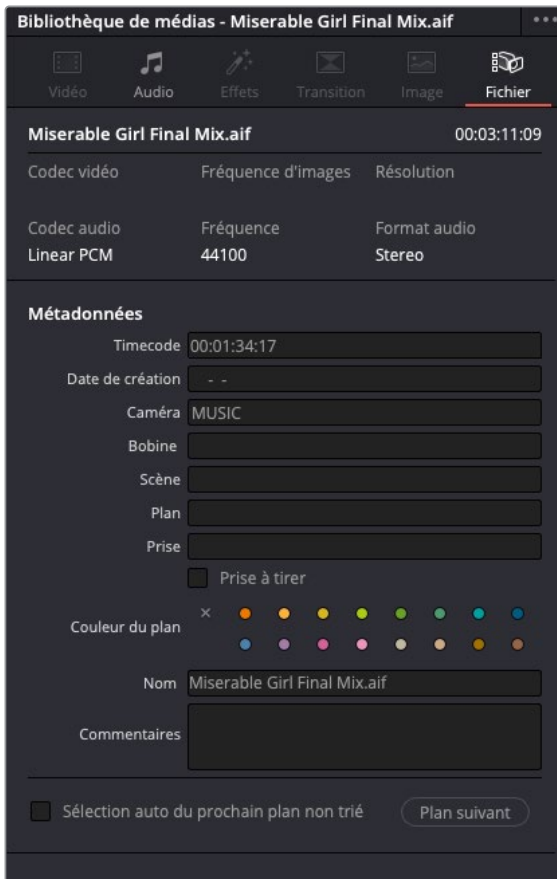 Bibliothèque de médias - Miserable Girl Final Mix.aif •••
Vidéo Audio Effets Transition Image Fichier
Miserable Girl Final Mix.aif 00:03:11:09
Codec vidéo Fréquence d'images Résolution
Codec audio Fréquence Format audio
Linear PCM 44100 Stereo
Métadonnées
Timecode 00:01:34:17
Date de création - -
Caméra MUSIC
Bobine
Scène
Plan
Prise
Prise à tirer
Couleur du plan
Nom Miserable Girl Final Mix.aif
Commentaires
Sélection auto du prochain plan non trié Plan suivant